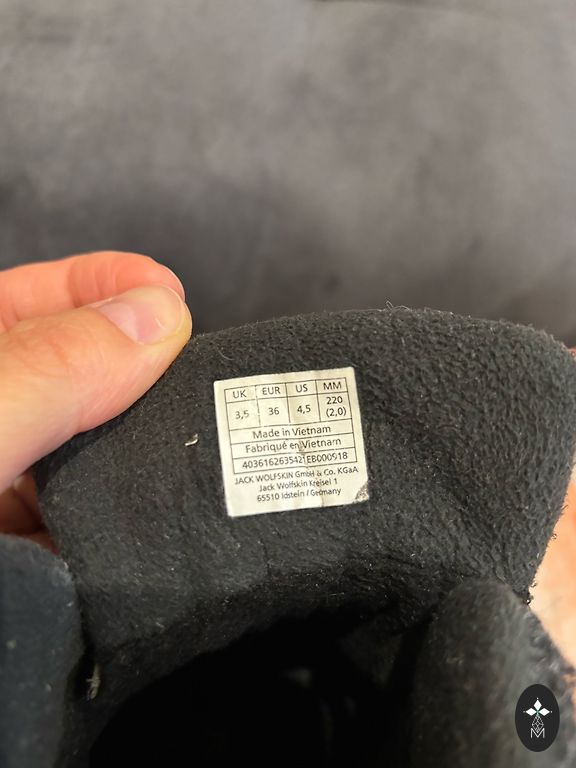 UK EUR US MM
3,5 36 4,5 220 (2,0)
Made in Vietnam
Fabriqué en Vietnam
4036162635421 EB000918
JACK WOLFSKIN GmbH & Co. KGaA
Jack Wolfskin Kreisel 1
65510 Idstein / Germany
M